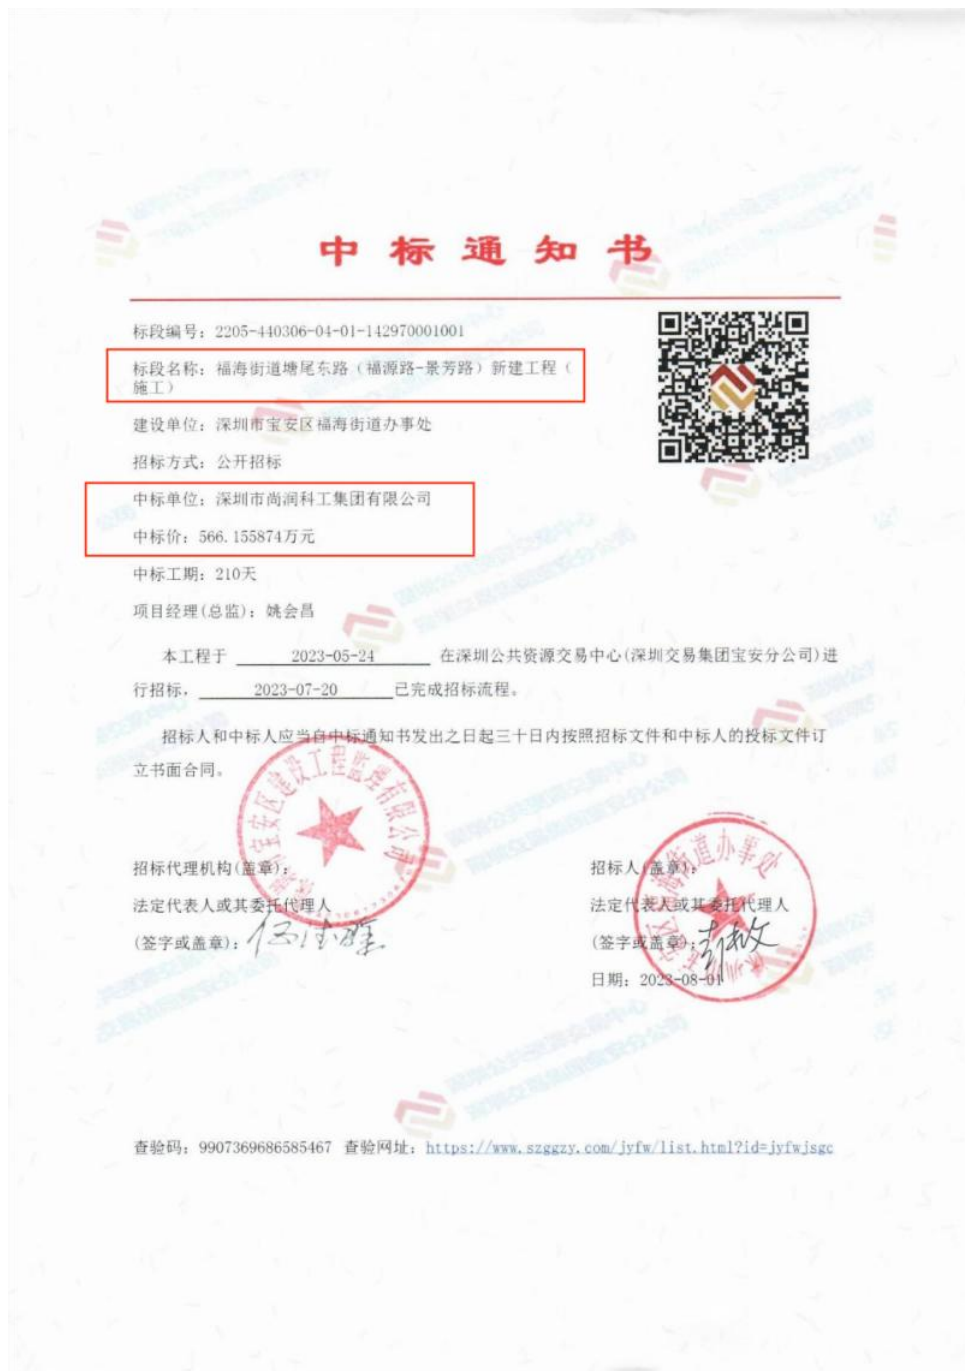 中标通知书
标段编号：2205-440306-04-01-142970001001
标段名称：福海街道塘尾东路（福源路-景芳路）新建工程（
施工）
建设单位：深圳市宝安区福海街道办事处
招标方式：公开招标
中标单位：深圳市尚润科工集团有限公司
中标价：566.155874万元
中标工期：210天
项目经理(总监)：姚会昌
本工程于 2023-05-24 在深圳公共资源交易中心(深圳交易集团宝安分公司)进
行招标，2023-07-20 已完成招标流程。
招标人和中标人应当自中标通知书发出之日起三十日内按照招标文件和中标人的投标文件订
立书面合同。
招标代理机构(盖章)：
法定代表人或其委托代理人
(签字或盖章)：
招标人(盖章)：
法定代表人或其委托代理人
(签字或盖章)：
日期：2023-08-01
查验码：9907369686585467 查验网址：https://www.szggzy.com/jyfw/list.html?id=jyfwjsgc